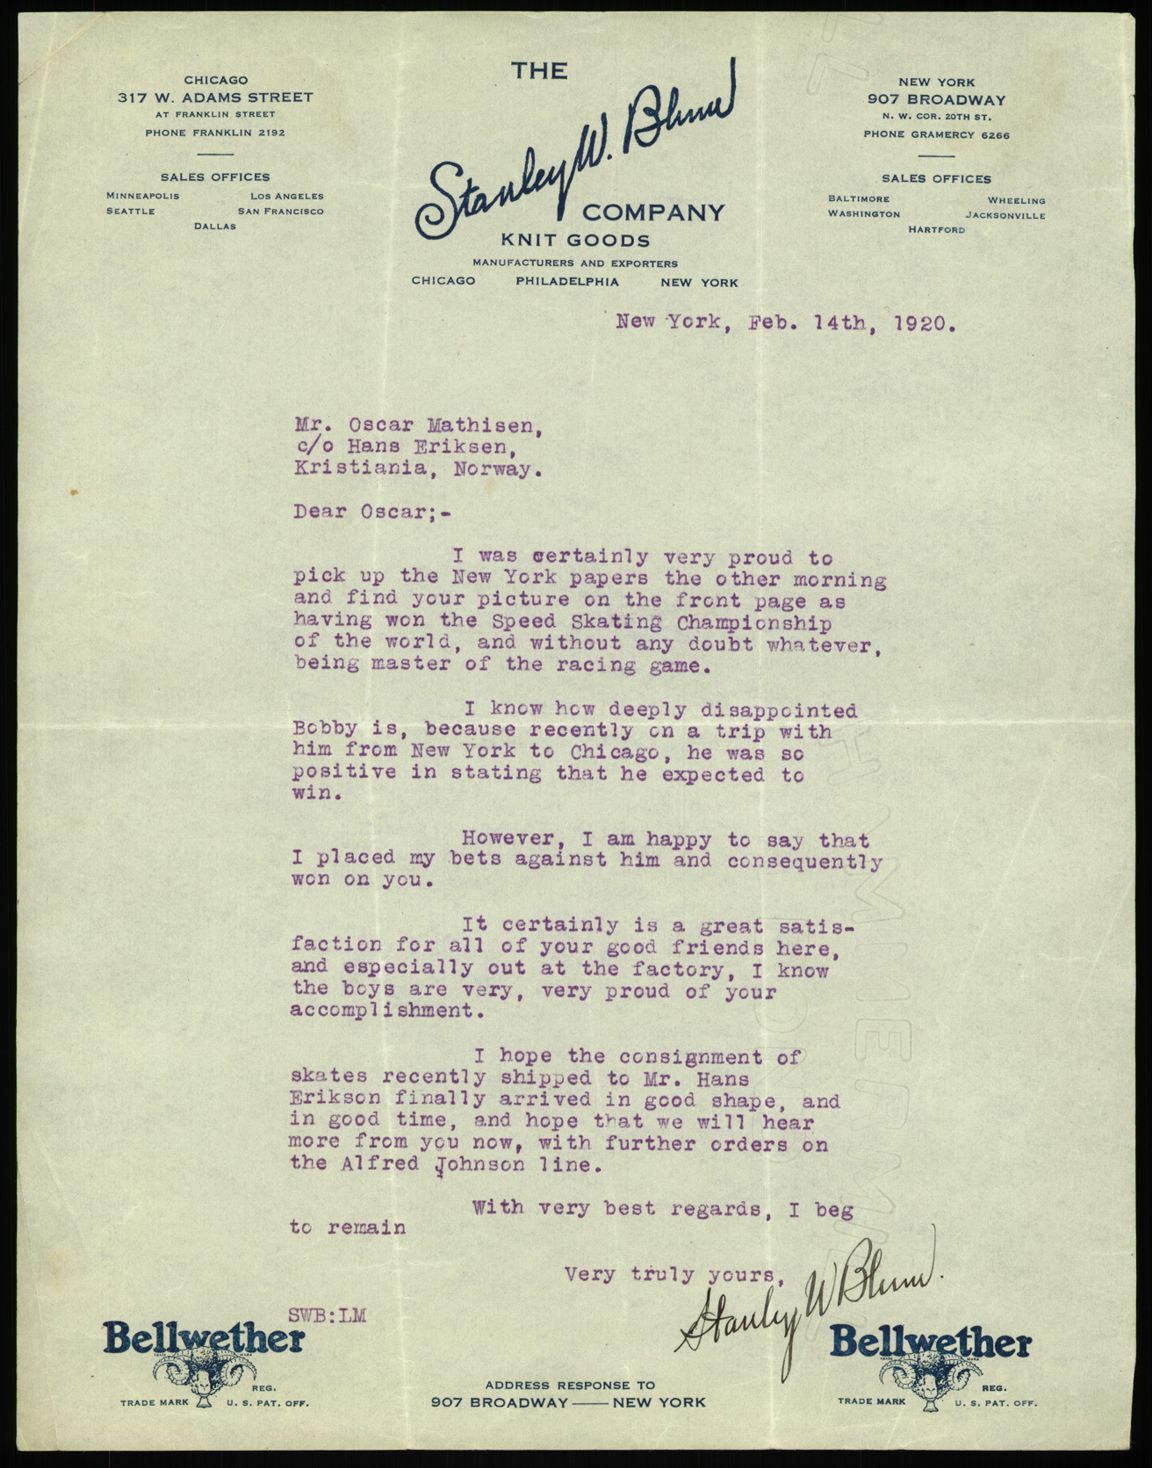 CHICAGO
317 W. ADAMS STREET
AT FRANKLIN STREET
PHONE FRANKLIN 2192
SALES OFFICES
MINNEAPOLIS LOS ANGELES
SEATTLE SAN FRANCISCO
DALLAS
THE
Stanley W. Blum
COMPANY
KNIT GOODS
MANUFACTURERS AND EXPORTERS
CHICAGO PHILADELPHIA NEW YORK
NEW YORK
907 BROADWAY
N. W. COR. 20TH ST.
PHONE GRAMERCY 6266
SALES OFFICES
BALTIMORE WHEELING
WASHINGTON JACKSONVILLE
HARTFORD
New York, Feb. 14th, 1920.
Mr. Oscar Mathisen,
c/o Hans Eriksen,
Kristiania, Norway.
Dear Oscar;-
I was certainly very proud to
pick up the New York papers the other morning
and find your picture on the front page as
having won the Speed Skating Championship
of the world, and without any doubt whatever,
being master of the racing game.
I know how deeply disappointed
Bobby is, because recently on a trip with
him from New York to Chicago, he was so
positive in stating that he expected to
win.
However, I am happy to say that
I placed my bets against him and consequently
won on you.
It certainly is a great satis-
faction for all of your good friends here,
and especially out at the factory, I know
the boys are very, very proud of your
accomplishment.
I hope the consignment of
skates recently shipped to Mr. Hans
Erikson finally arrived in good shape, and
in good time, and hope that we will hear
more from you now, with further orders on
the Alfred Johnson line.
With very best regards, I beg
to remain
Very truly yours,
Stanley W Blum.
SWB:LM
Bellwether
TRADE MARK REG. U. S. PAT. OFF.
ADDRESS RESPONSE TO
907 BROADWAY — NEW YORK
Bellwether
TRADE MARK REG. U. S. PAT. OFF.